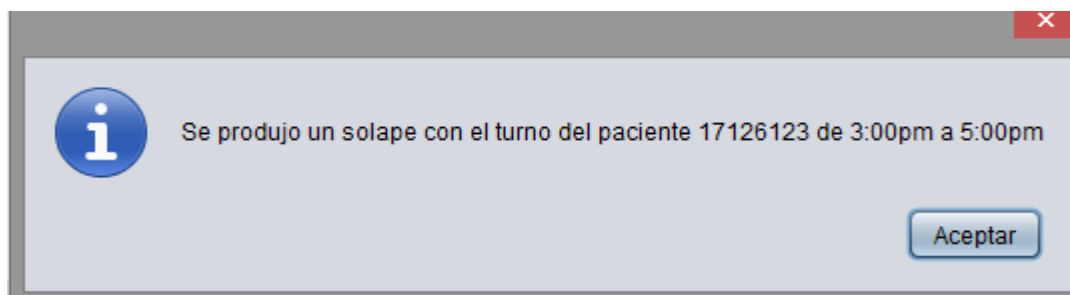 Se produjo un solape con el turno del paciente 17126123 de 3:00pm a 5:00pm
Aceptar